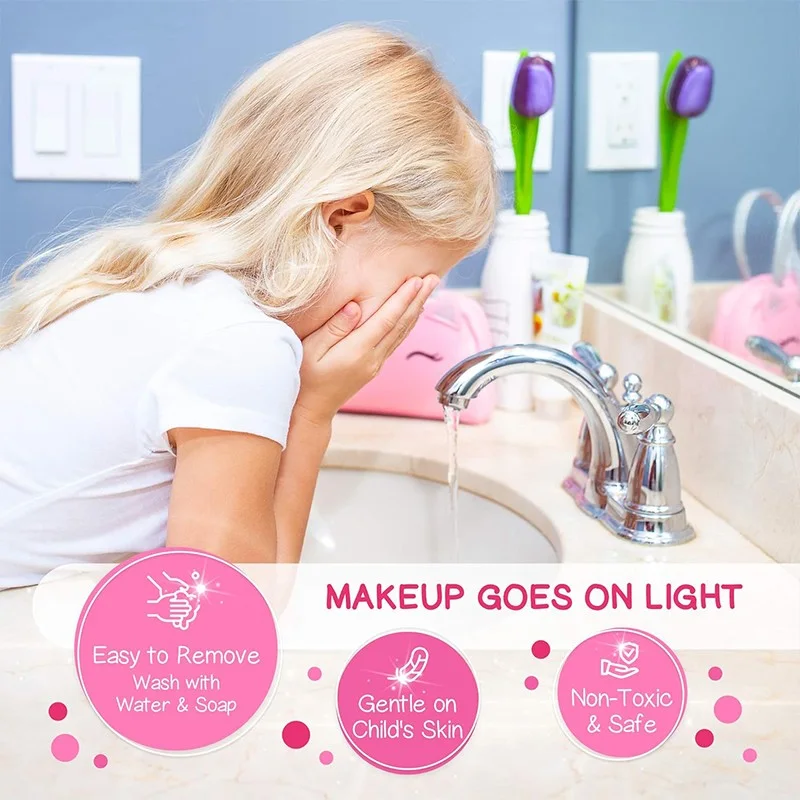 MAKEUP GOES ON LIGHT
Easy to Remove
Wash with
Water & Soap
Gentle on
Child's Skin
Non-Toxic
& Safe